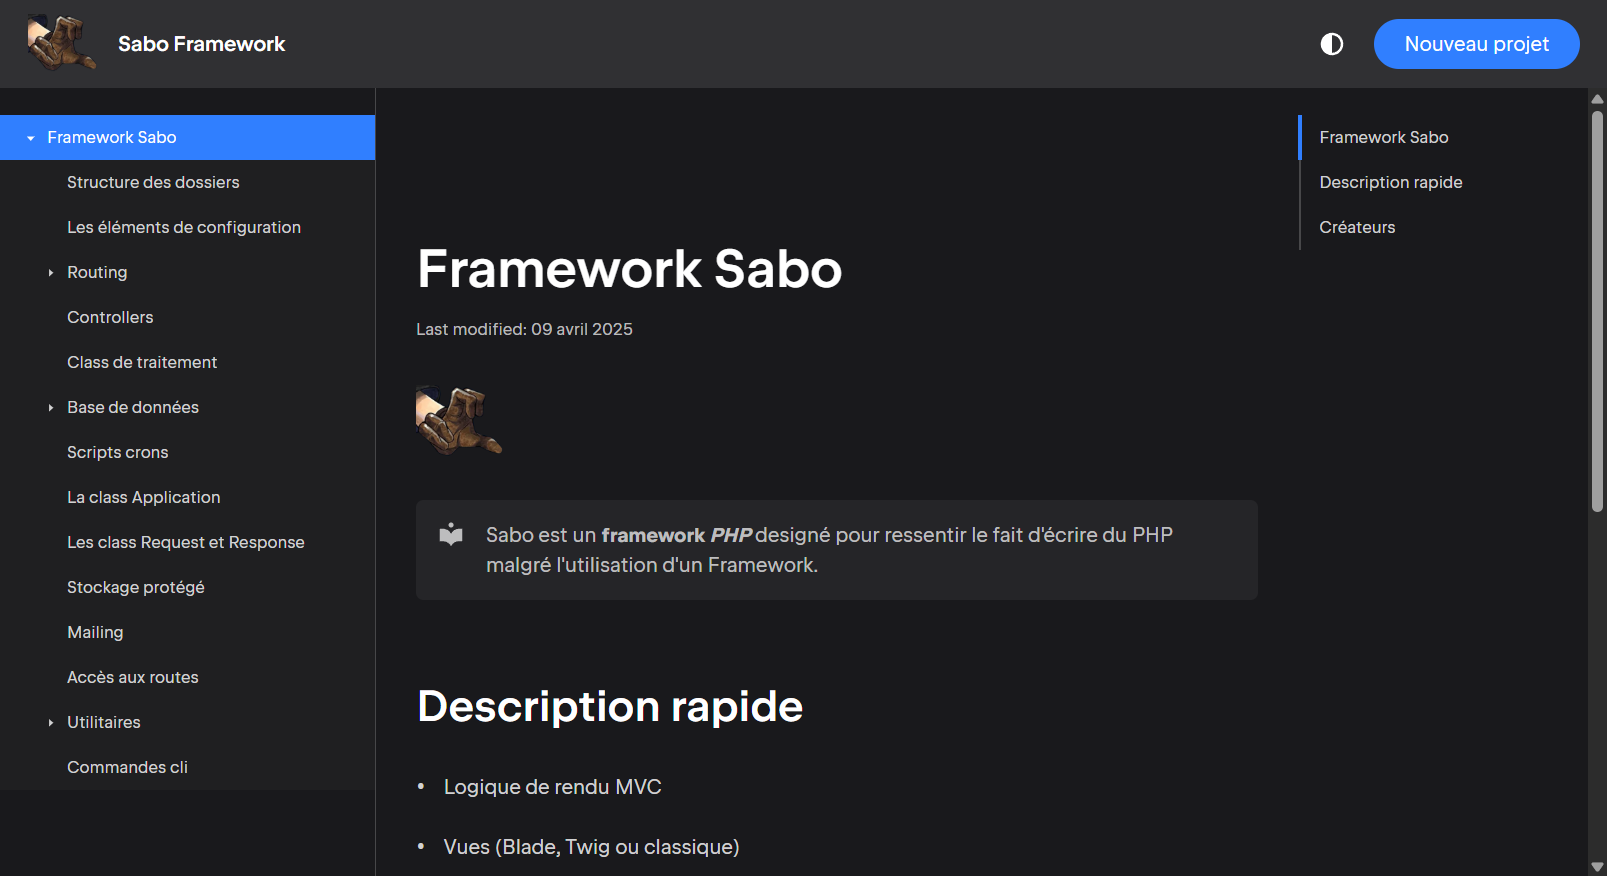 Sabo Framework
Nouveau projet
Framework Sabo
Structure des dossiers
Les éléments de configuration
Routing
Controllers
Class de traitement
Base de données
Scripts crons
La class Application
Les class Request et Response
Stockage protégé
Mailing
Accès aux routes
Utilitaires
Commandes cli
Framework Sabo
Last modified: 09 avril 2025
Sabo est un framework PHP designé pour ressentir le fait d'écrire du PHP
malgré l'utilisation d'un Framework.
Description rapide
• Logique de rendu MVC
• Vues (Blade, Twig ou classique)
Framework Sabo
Description rapide
Créateurs